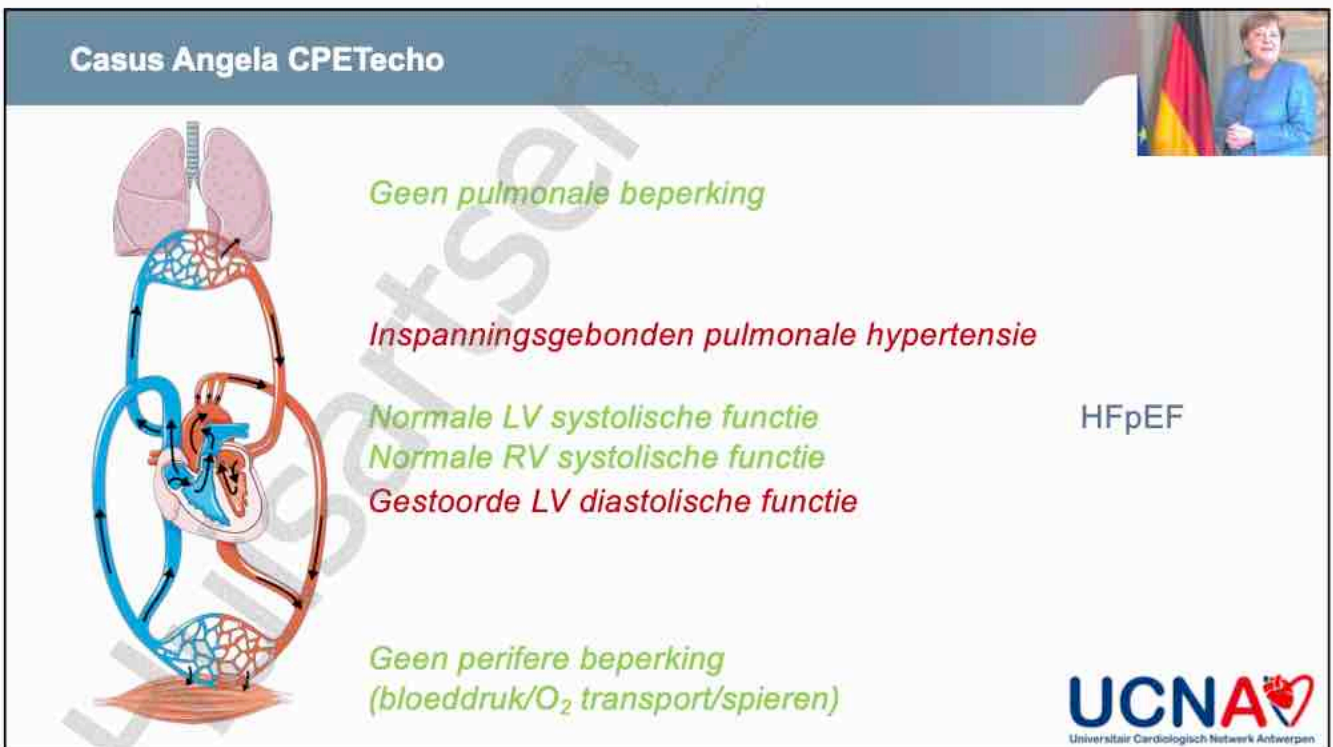 Casus Angela CPETecho
Geen pulmonale beperking
Inspanningsgebonden pulmonale hypertensie
Normale LV systolische functie
HFpEF
Normale RV systolische functie
Gestoorde LV diastolische functie
Geen perifere beperking
(bloeddruk/O₂ transport/spieren)
UCNA
Universitair Cardiologisch Netwerk Antwerpen